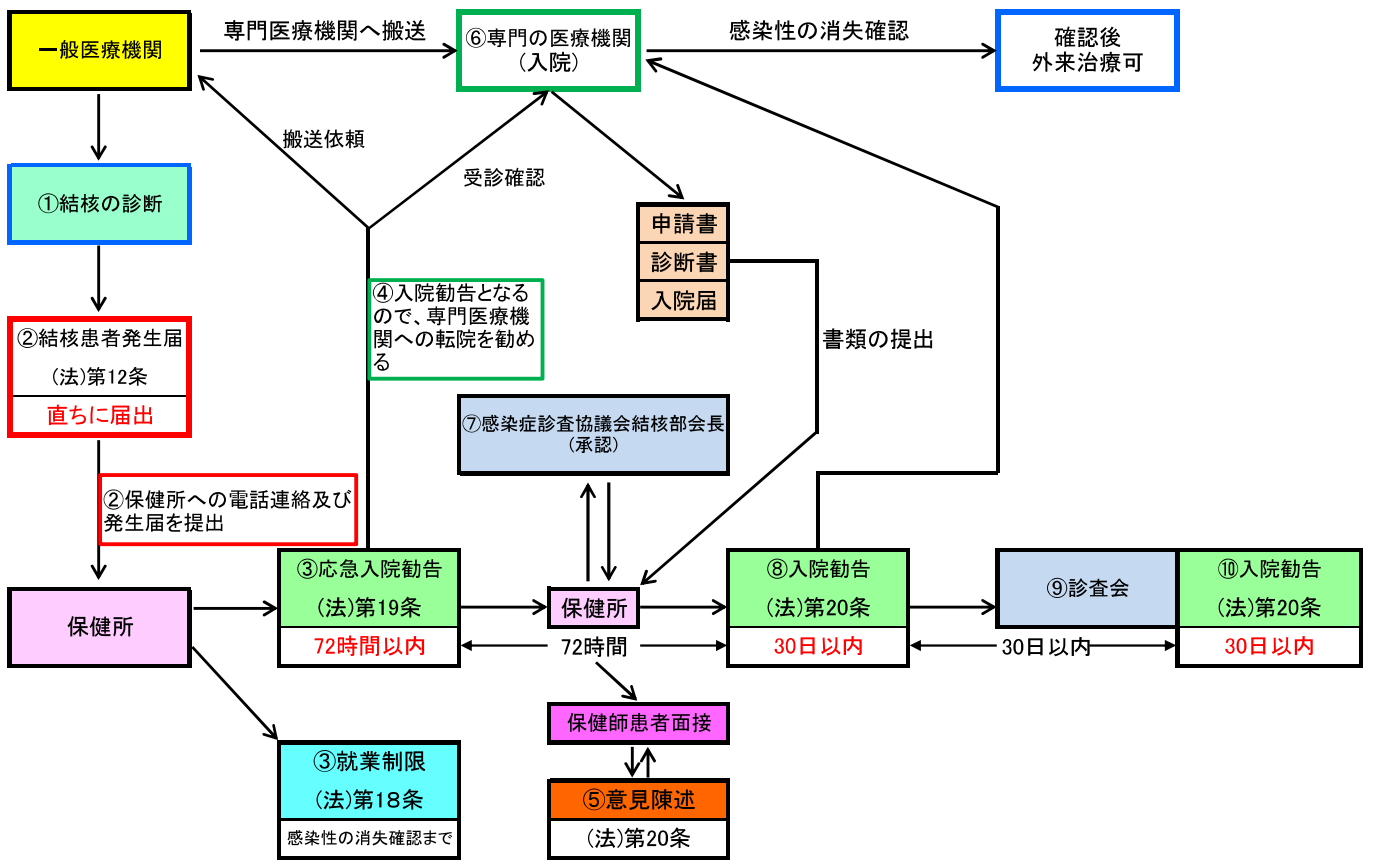 一般医療機関
専門医療機関へ搬送
⑥専門の医療機関
(入院)
感染性の消失確認
確認後
外来治療可
搬送依頼
受診確認
①結核の診断
申請書
診断書
入院届
④入院勧告となる
ので、専門医療機
関への転院を勧め
る
②結核患者発生届
(法)第12条
直ちに届出
書類の提出
⑦感染症診査協議会結核部会長
(承認)
②保健所への電話連絡及び
発生届を提出
保健所
③応急入院勧告
(法)第19条
72時間以内
保健所
72時間
⑧入院勧告
(法)第20条
30日以内
30日以内
⑨診査会
⑩入院勧告
(法)第20条
30日以内
保健師患者面接
③就業制限
(法)第18条
感染性の消失確認まで
⑤意見陳述
(法)第20条